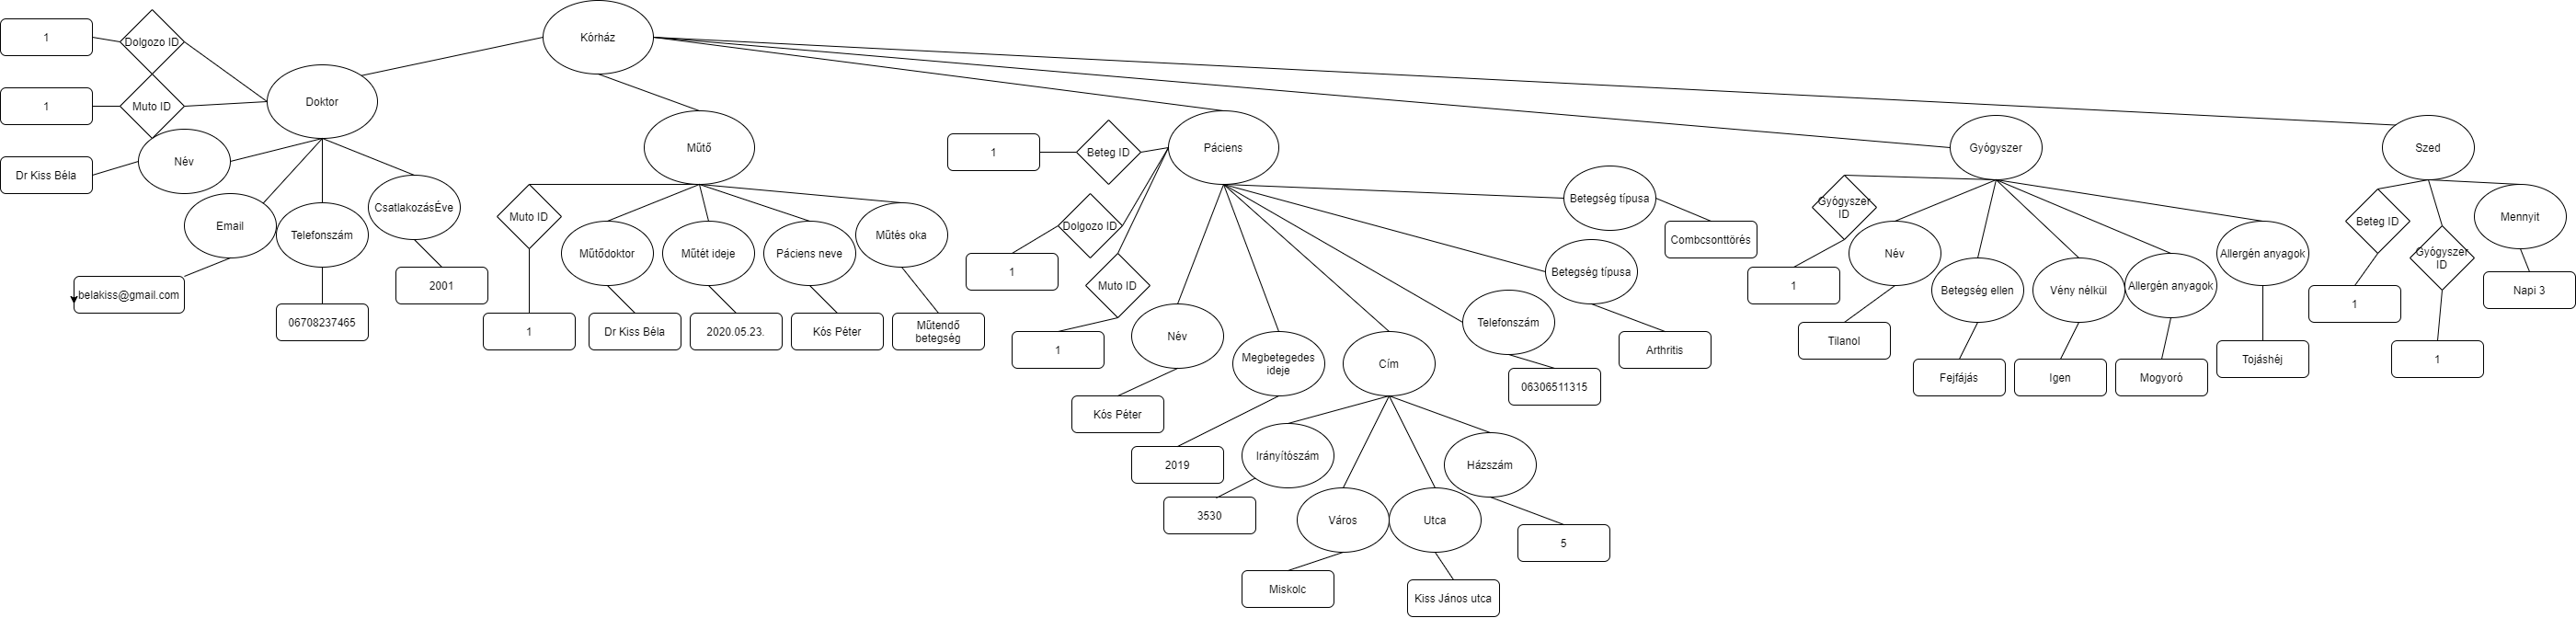 Kórház
1
Dolgozo ID
1
Muto ID
Doktor
Dr Kiss Béla
Név
Email
belakiss@gmail.com
Telefonszám
06708237465
CsatlakozásÉve
2001
Műtő
Muto ID
1
Műtődoktor
Dr Kiss Béla
Műtét ideje
2020.05.23.
Páciens neve
Kós Péter
Műtés oka
Műtendő
betegség
Páciens
1
Beteg ID
Dolgozo ID
1
Muto ID
1
Név
Kós Péter
Megbetegedes
ideje
2019
Cím
Irányítószám
3530
Város
Miskolc
Utca
Kiss János utca
Házszám
5
Telefonszám
06306511315
Betegség típusa
Arthritis
Betegség típusa
Combcsonttörés
Gyógyszer
Gyógyszer
ID
1
Név
Tilanol
Betegség ellen
Fejfájás
Vény nélkül
Igen
Allergén anyagok
Mogyoró
Allergén anyagok
Tojáshéj
Szed
Beteg ID
1
Gyógyszer
ID
1
Mennyit
Napi 3